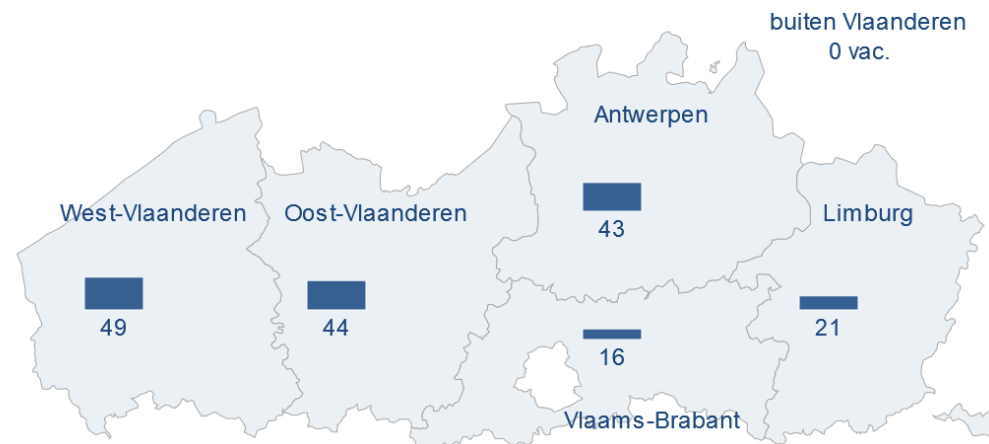 buiten Vlaanderen
0 vac.
Antwerpen
43
West-Vlaanderen
49
Oost-Vlaanderen
44
Limburg
21
16
Vlaams-Brabant